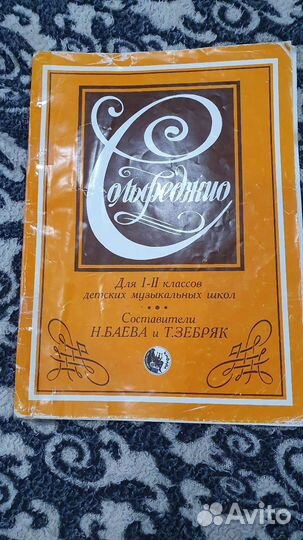 Сольфеджио
Для I-II классов
детских музыкальных школ
Составители
Н.БАЕВА и Т.ЗЕБРЯК
Avito